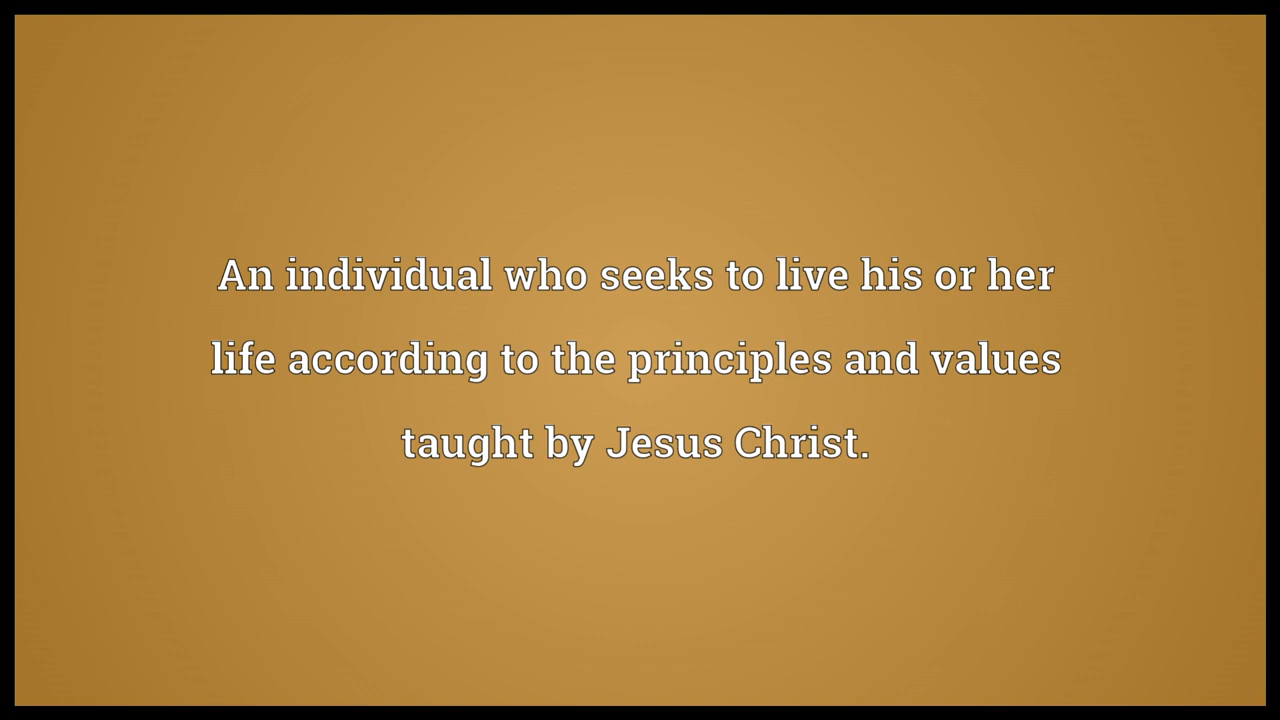 An individual who seeks to live his or her
life according to the principles and values
taught by Jesus Christ.